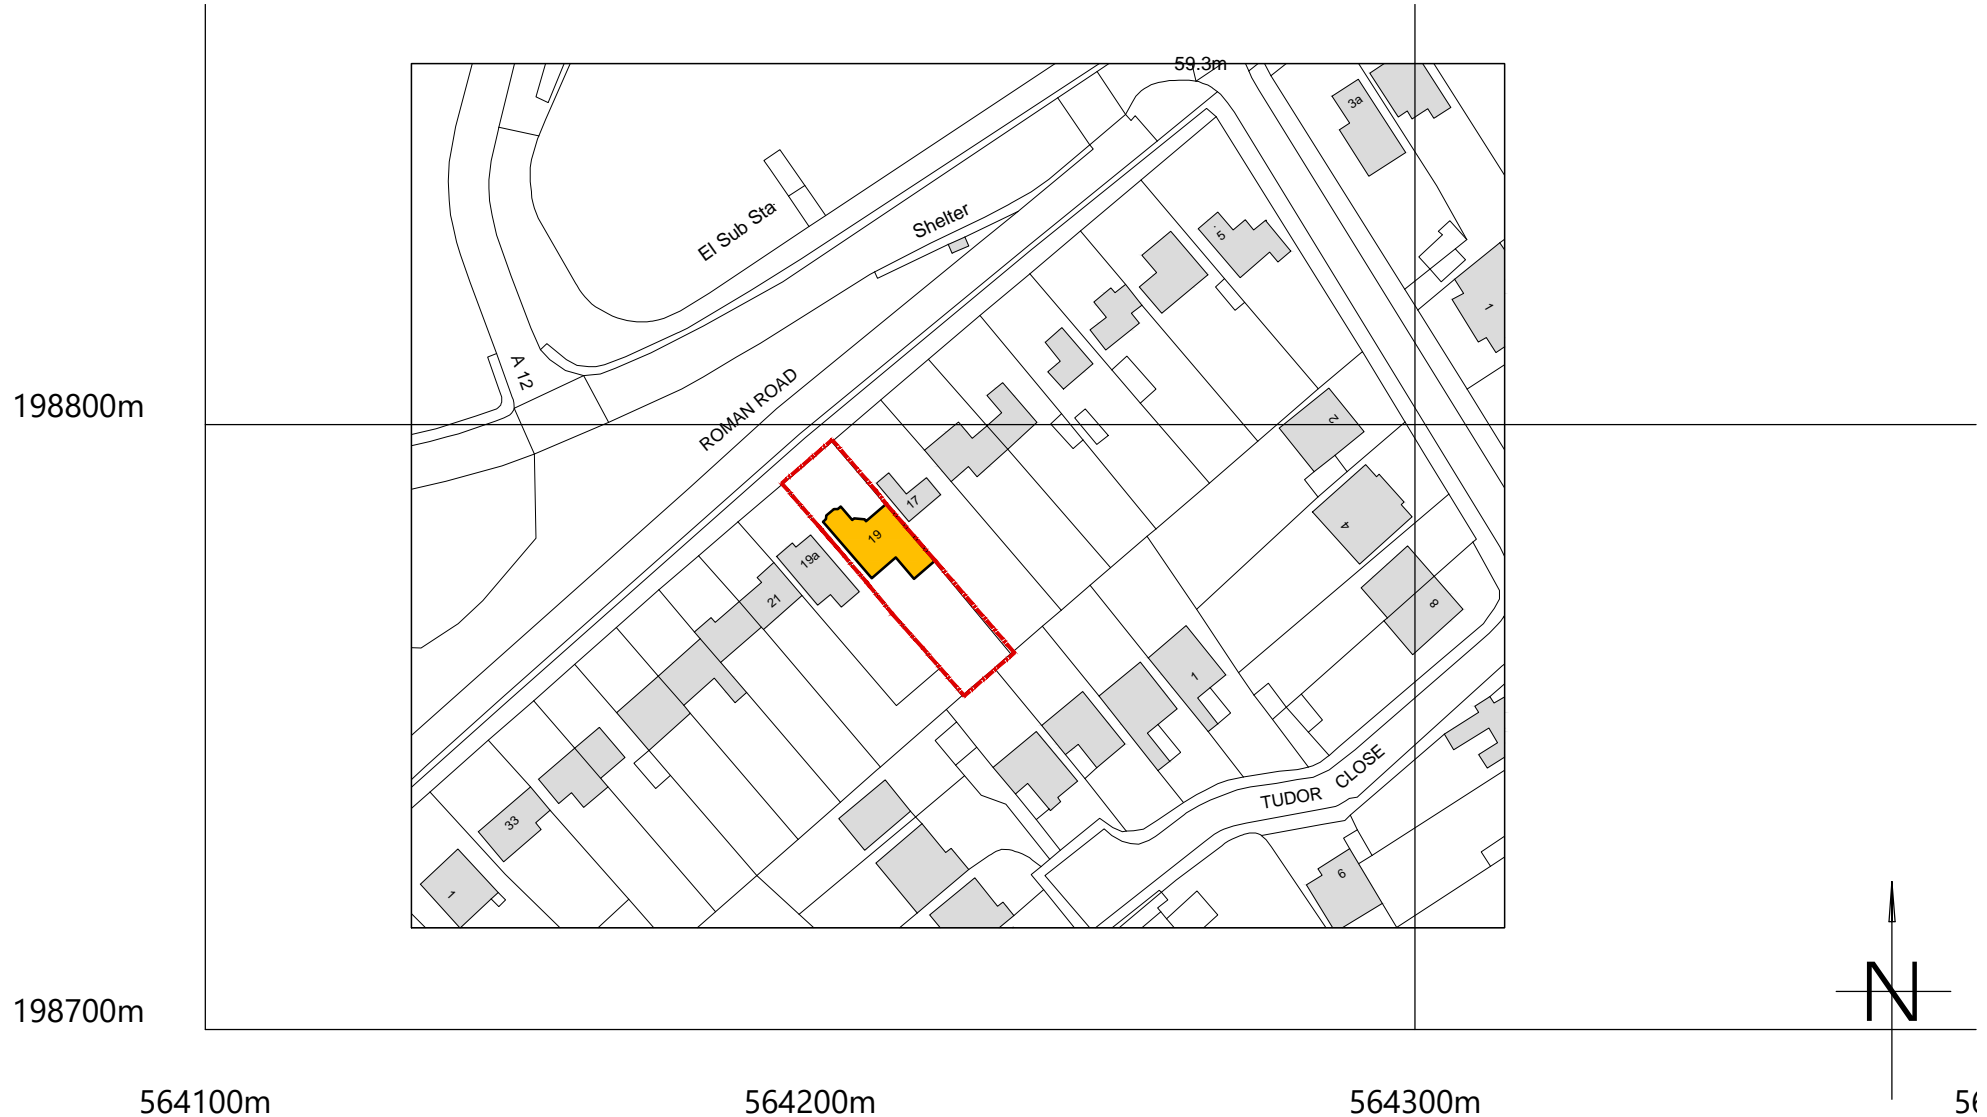 59.3m
3a
El Sub Sta
Shelter
5
1
A 12
ROMAN ROAD
198800m
2
17
19
4
19a
21
8
1
TUDOR CLOSE
33
6
1
N
198700m
564100m
564200m
564300m